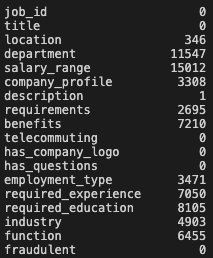 job_id 0
title 0
location 346
department 11547
salary_range 15012
company_profile 3308
description 1
requirements 2695
benefits 7210
telecommuting 0
has_company_logo 0
has_questions 0
employment_type 3471
required_experience 7050
required_education 8105
industry 4903
function 6455
fraudulent 0